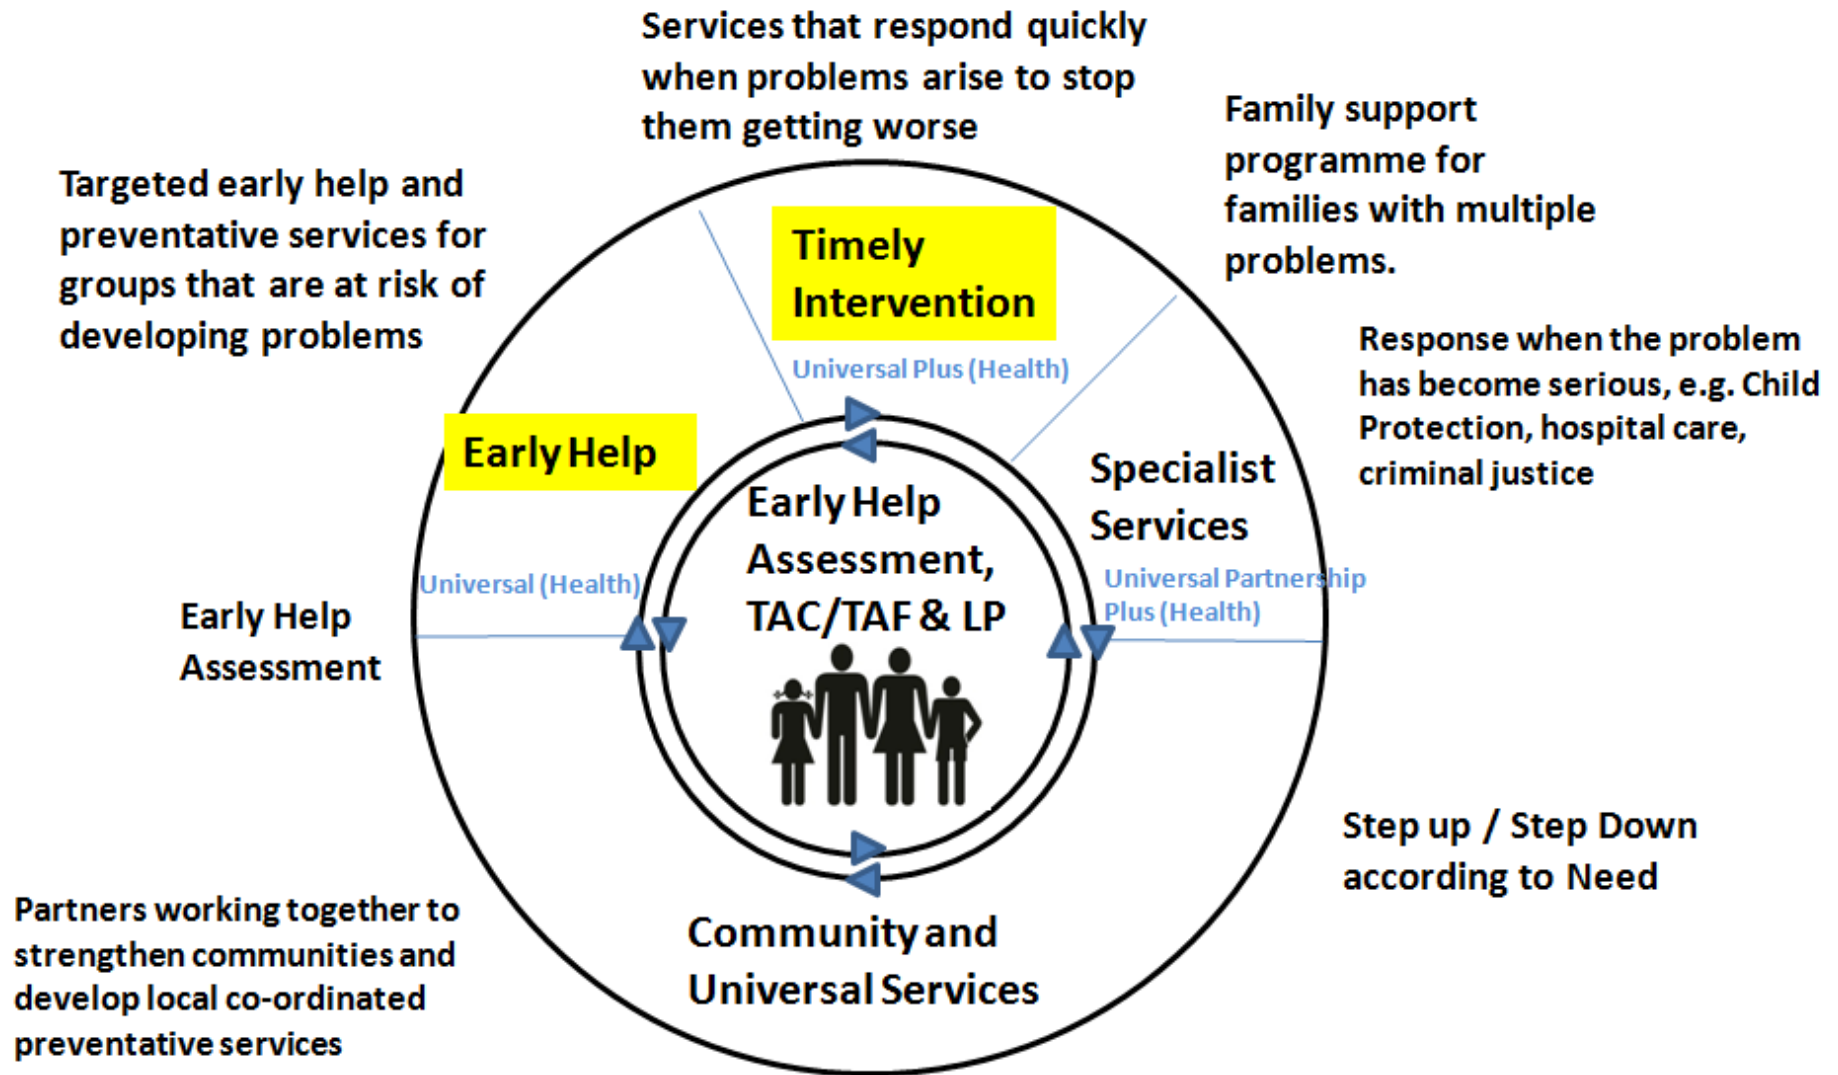 Services that respond quickly
when problems arise to stop
them getting worse
Family support
programme for
families with multiple
problems.
Targeted early help and
preventative services for
groups that are at risk of
developing problems
Timely
Intervention
Universal Plus (Health)
Response when the problem
has become serious, e.g. Child
Protection, hospital care,
criminal justice
Early Help
Universal (Health)
Specialist
Services
Universal Partnership
Plus (Health)
Early Help
Assessment,
TAC/TAF & LP
Early Help
Assessment
Step up / Step Down
according to Need
Community and
Universal Services
Partners working together to
strengthen communities and
develop local co-ordinated
preventative services